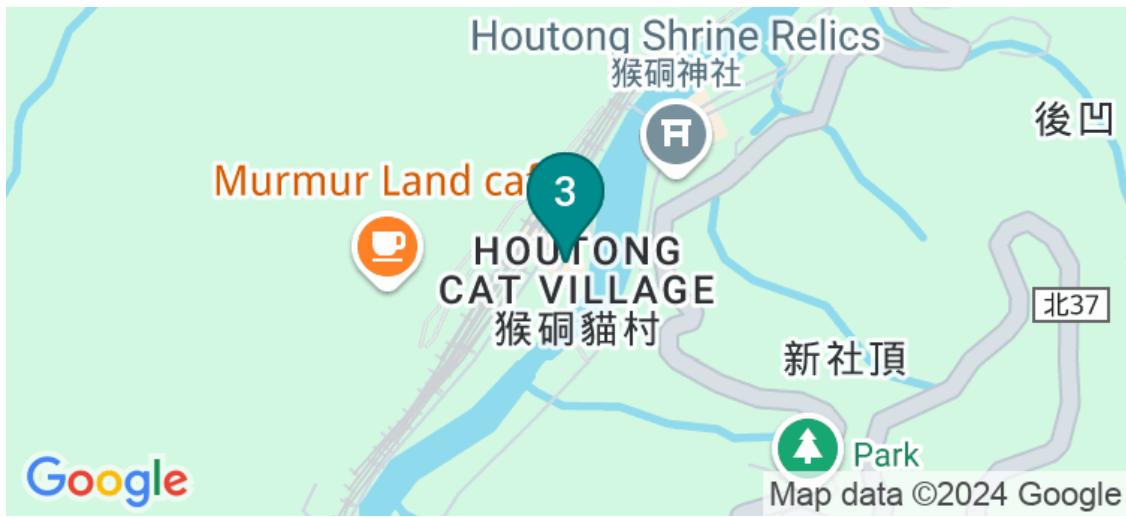 Houtong Shrine Relics
猴硐神社
後凹
Murmur Land caf
3
HOUTONG
CAT VILLAGE
猴硐貓村
北37
新社頂
Park
Google
Map data ©2024 Google